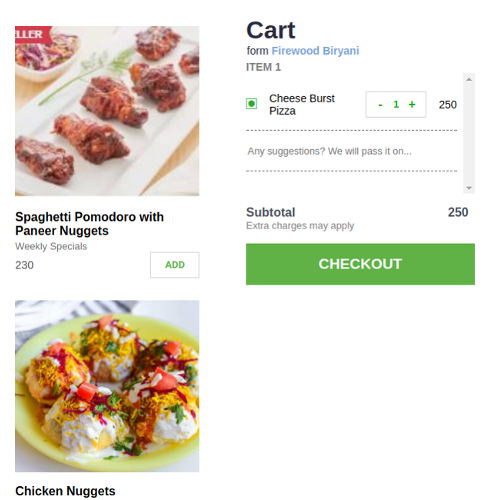 ELLER
Spaghetti Pomodoro with
Paneer Nuggets
Weekly Specials
230
ADD
Chicken Nuggets
Cart
form Firewood Biryani
ITEM 1
Cheese Burst
Pizza
- 1 +
250
Any suggestions? We will pass it on...
Subtotal
250
Extra charges may apply
CHECKOUT